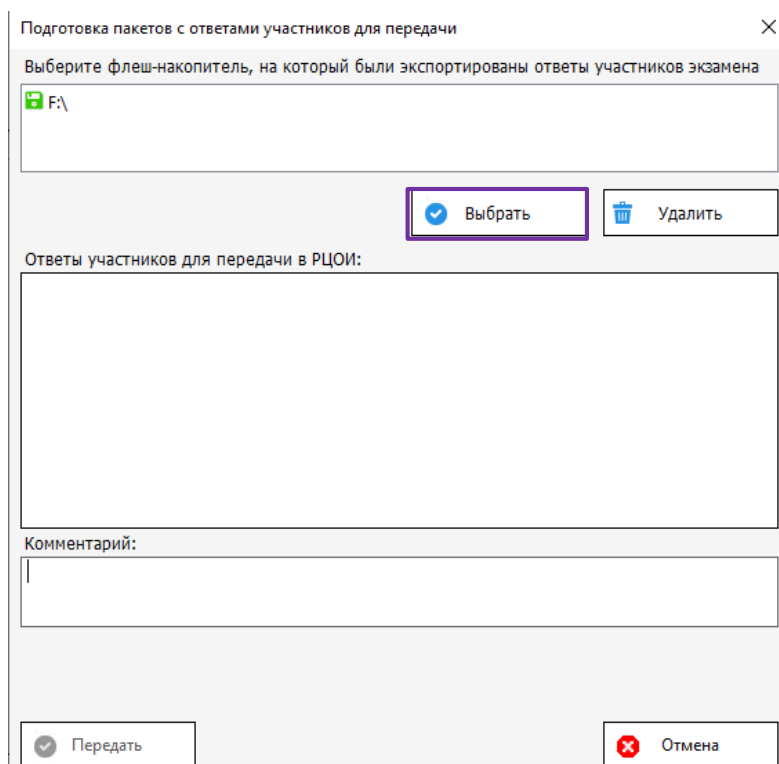 Подготовка пакетов с ответами участников для передачи
Выберите флеш-накопитель, на который были экспортированы ответы участников экзамена
F:\
Выбрать
Удалить
Ответы участников для передачи в РЦОИ:
Комментарий:
Передать
Отмена